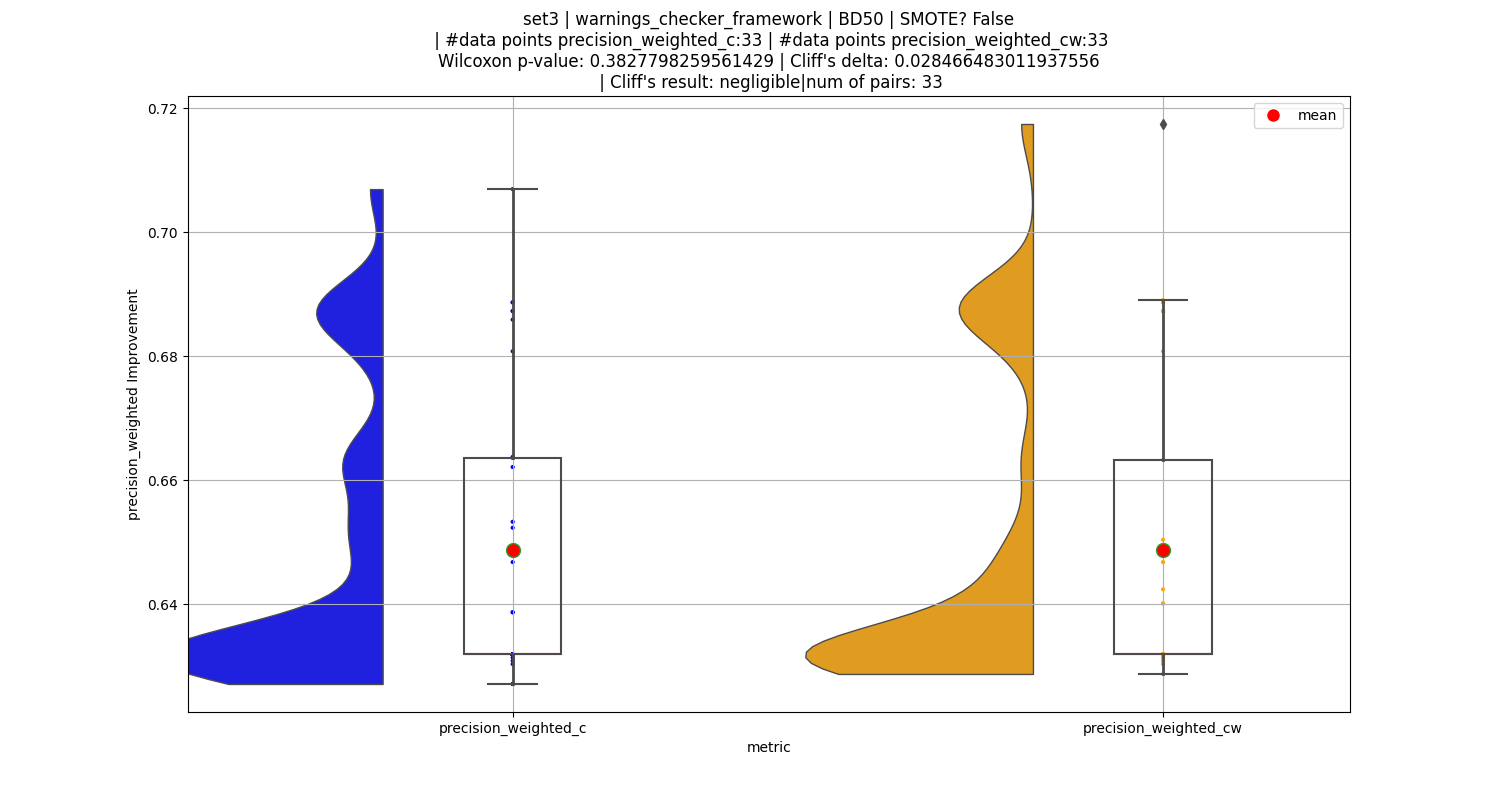 set3 | warnings_checker_framework | BD50 | SMOTE? False
| #data points precision_weighted_c:33 | #data points precision_weighted_cw:33
Wilcoxon p-value: 0.3827798259561429 | Cliff's delta: 0.028466483011937556
| Cliff's result: negligible|num of pairs: 33
mean
0.72
0.70
0.68
0.66
0.64
precision_weighted Improvement
precision_weighted_c
precision_weighted_cw
metric